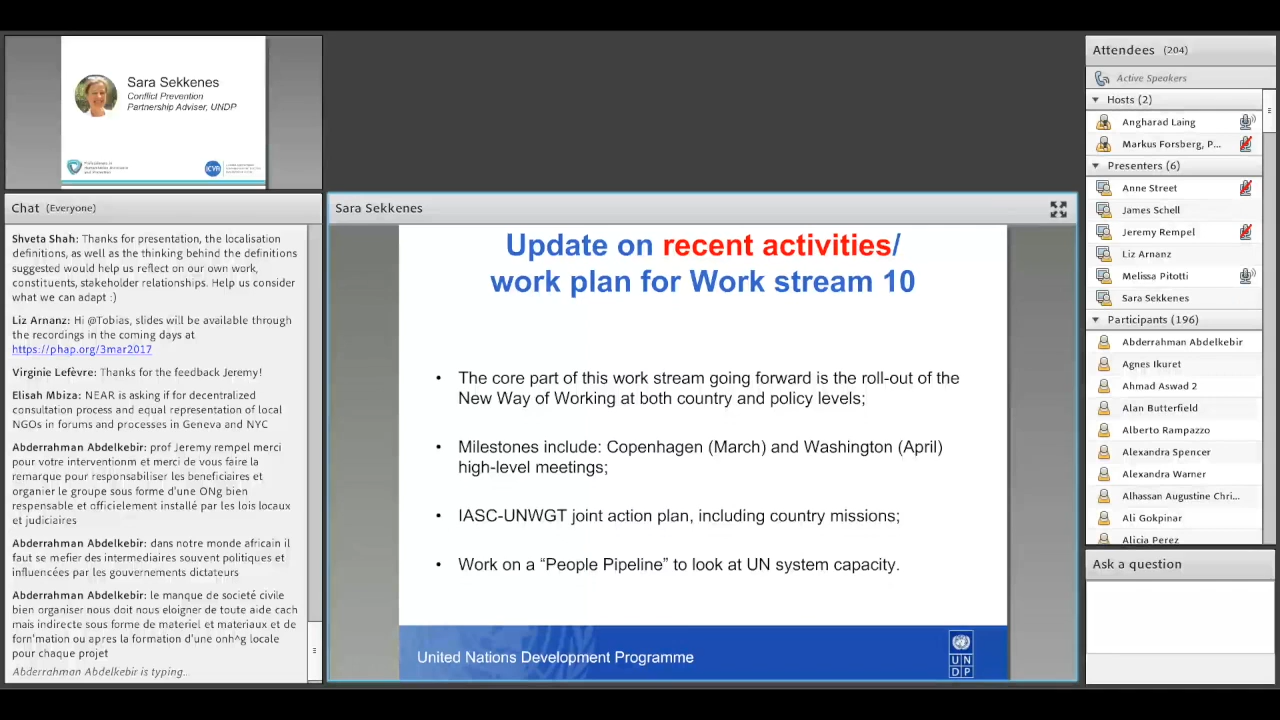 Sara Sekkenes
Conflict Prevention
Partnership Adviser, UNDP
ICVA
Chat (Everyone)
Shveta Shah: Thanks for presentation, the localisation
definitions, as well as the thinking behind the definitions
suggested would help us reflect on our own work,
constituents, stakeholder relationships. Help us consider
what we can adapt :)
Liz Arnanz: Hi @Tobias, slides will be available through
the recordings in the coming days at
https://phap.org/3mar2017
Virginie Lefèvre: Thanks for the feedback Jeremy!
Elisah Mbiza: NEAR is asking if for decentralized
consultation process and equal representation of local
NGOs in forums and processes in Geneva and NYC
Abderrahman Abdelkebir: prof Jeremy rempel merci
pour votre interventionm et merci de vous faire la
remarque pour responsabiliser les beneficiaires et
organier le groupe sous forme d'une ONg bien
responsable et officielement installé par les lois locaux
et judiciaires
Abderrahman Abdelkebir: dans notre monde africain il
faut se mefier des intermediaires souvent politiques et
influencées par les gouvernements dictateurs
Abderrahman Abdelkebir: le manque de societé civile
bien organiser nous doit nous eloigner de toute aide cach
mais indirecte sous forme de materiel et materiaux et de
forn'mation ou apres la formation d'une onh^g locale
pour chaque projet
Abderrahman Abdelkebir is typing...
Sara Sekkenes
Update on recent activities/
work plan for Work stream 10
• The core part of this work stream going forward is the roll-out of the
New Way of Working at both country and policy levels;
• Milestones include: Copenhagen (March) and Washington (April)
high-level meetings;
• IASC-UNWGT joint action plan, including country missions;
• Work on a “People Pipeline” to look at UN system capacity.
United Nations Development Programme
UN
DP
Attendees (204)
Active Speakers
Hosts (2)
Angharad Laing
Markus Forsberg, P...
Presenters (6)
Anne Street
James Schell
Jeremy Rempel
Liz Arnanz
Melissa Pitotti
Sara Sekkenes
Participants (196)
Abderrahman Abdelkebir
Agnes Ikuret
Ahmad Aswad 2
Alan Butterfield
Alberto Rampazzo
Alexandra Spencer
Alexandra Warner
Alhassan Augustine Chri...
Ali Gokpinar
Alicia Perez
Ask a question